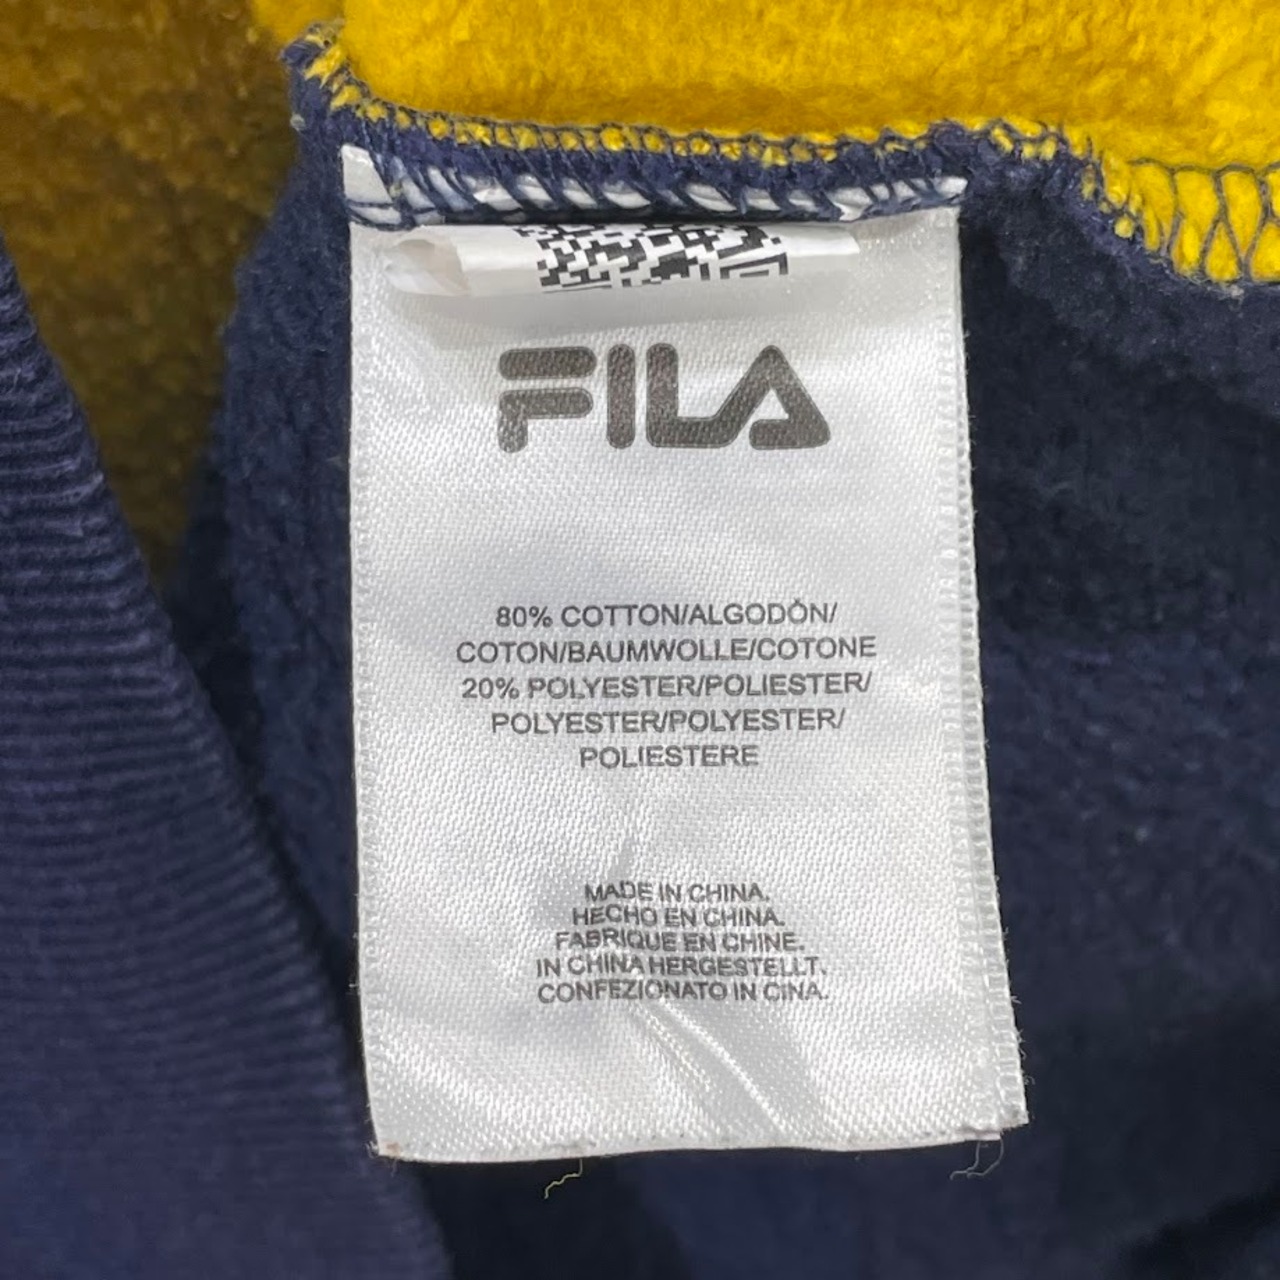 FILA
80% COTTON/ALGODÓN/
COTON/BAUMWOLLE/COTONE
20% POLYESTER/POLIESTER/
POLYESTER/POLYESTER/
POLIESTERE
MADE IN CHINA.
HECHO EN CHINA.
FABRIQUE EN CHINE.
IN CHINA HERGESTELLT.
CONFEZIONATO IN CINA.